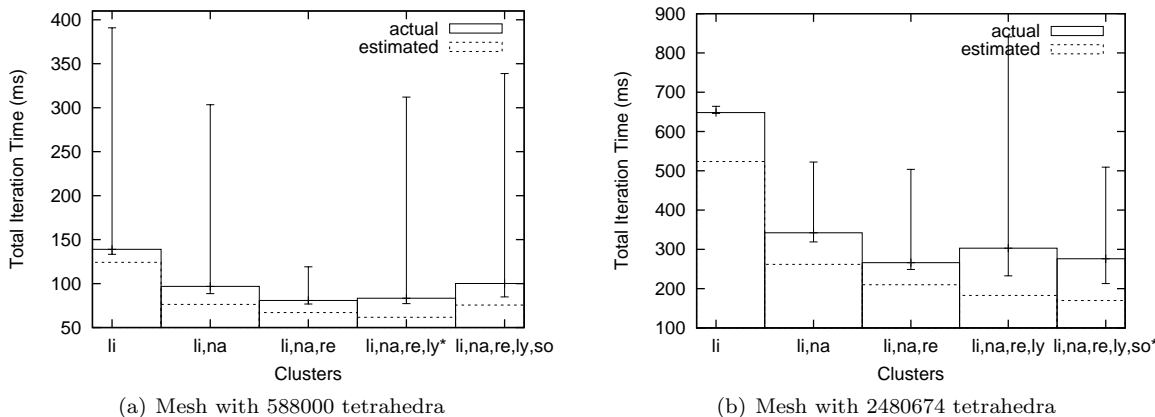 400
350
300
250
200
150
100
50
Total Iteration Time (ms)
actual
estimated
li
li,na
li,na,re
li,na,re,ly*
li,na,re,ly,so
Clusters
(a) Mesh with 588000 tetrahedra
900
800
700
600
500
400
300
200
100
Total Iteration Time (ms)
actual
estimated
li
li,na
li,na,re
li,na,re,ly
li,na,re,ly,so*
Clusters
(b) Mesh with 2480674 tetrahedra